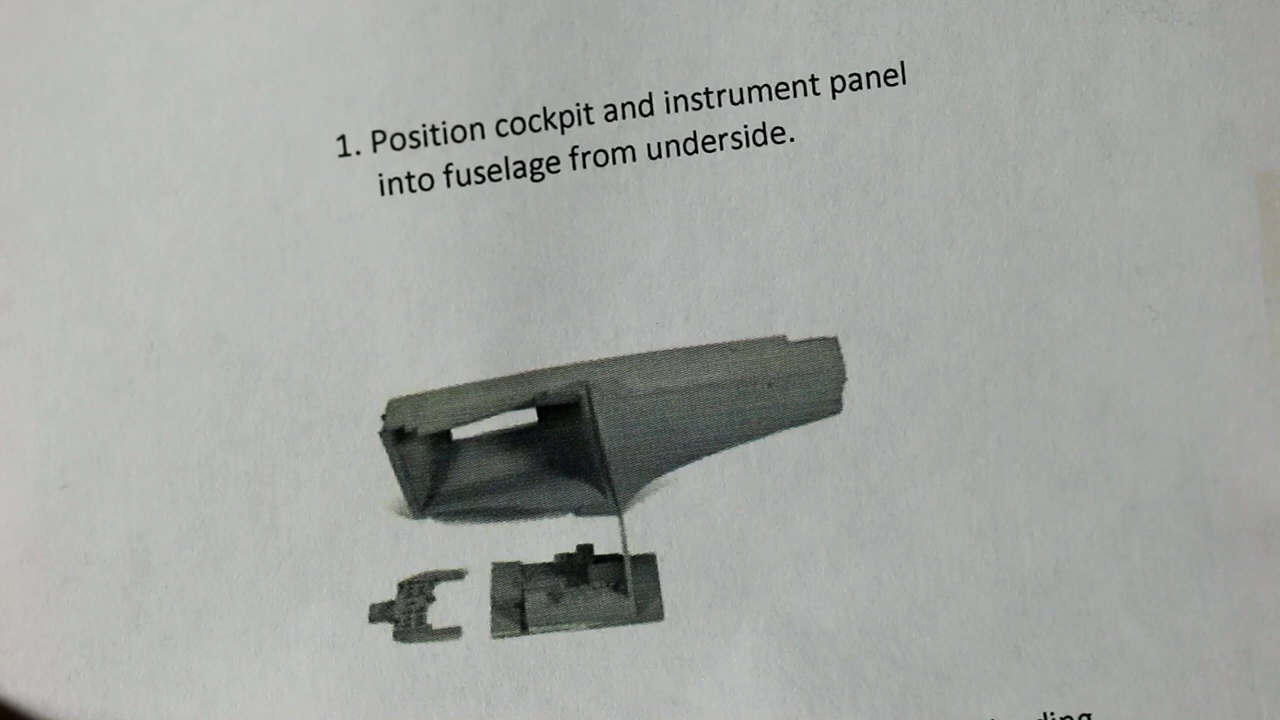 1. Position cockpit and instrument panel
into fuselage from underside.